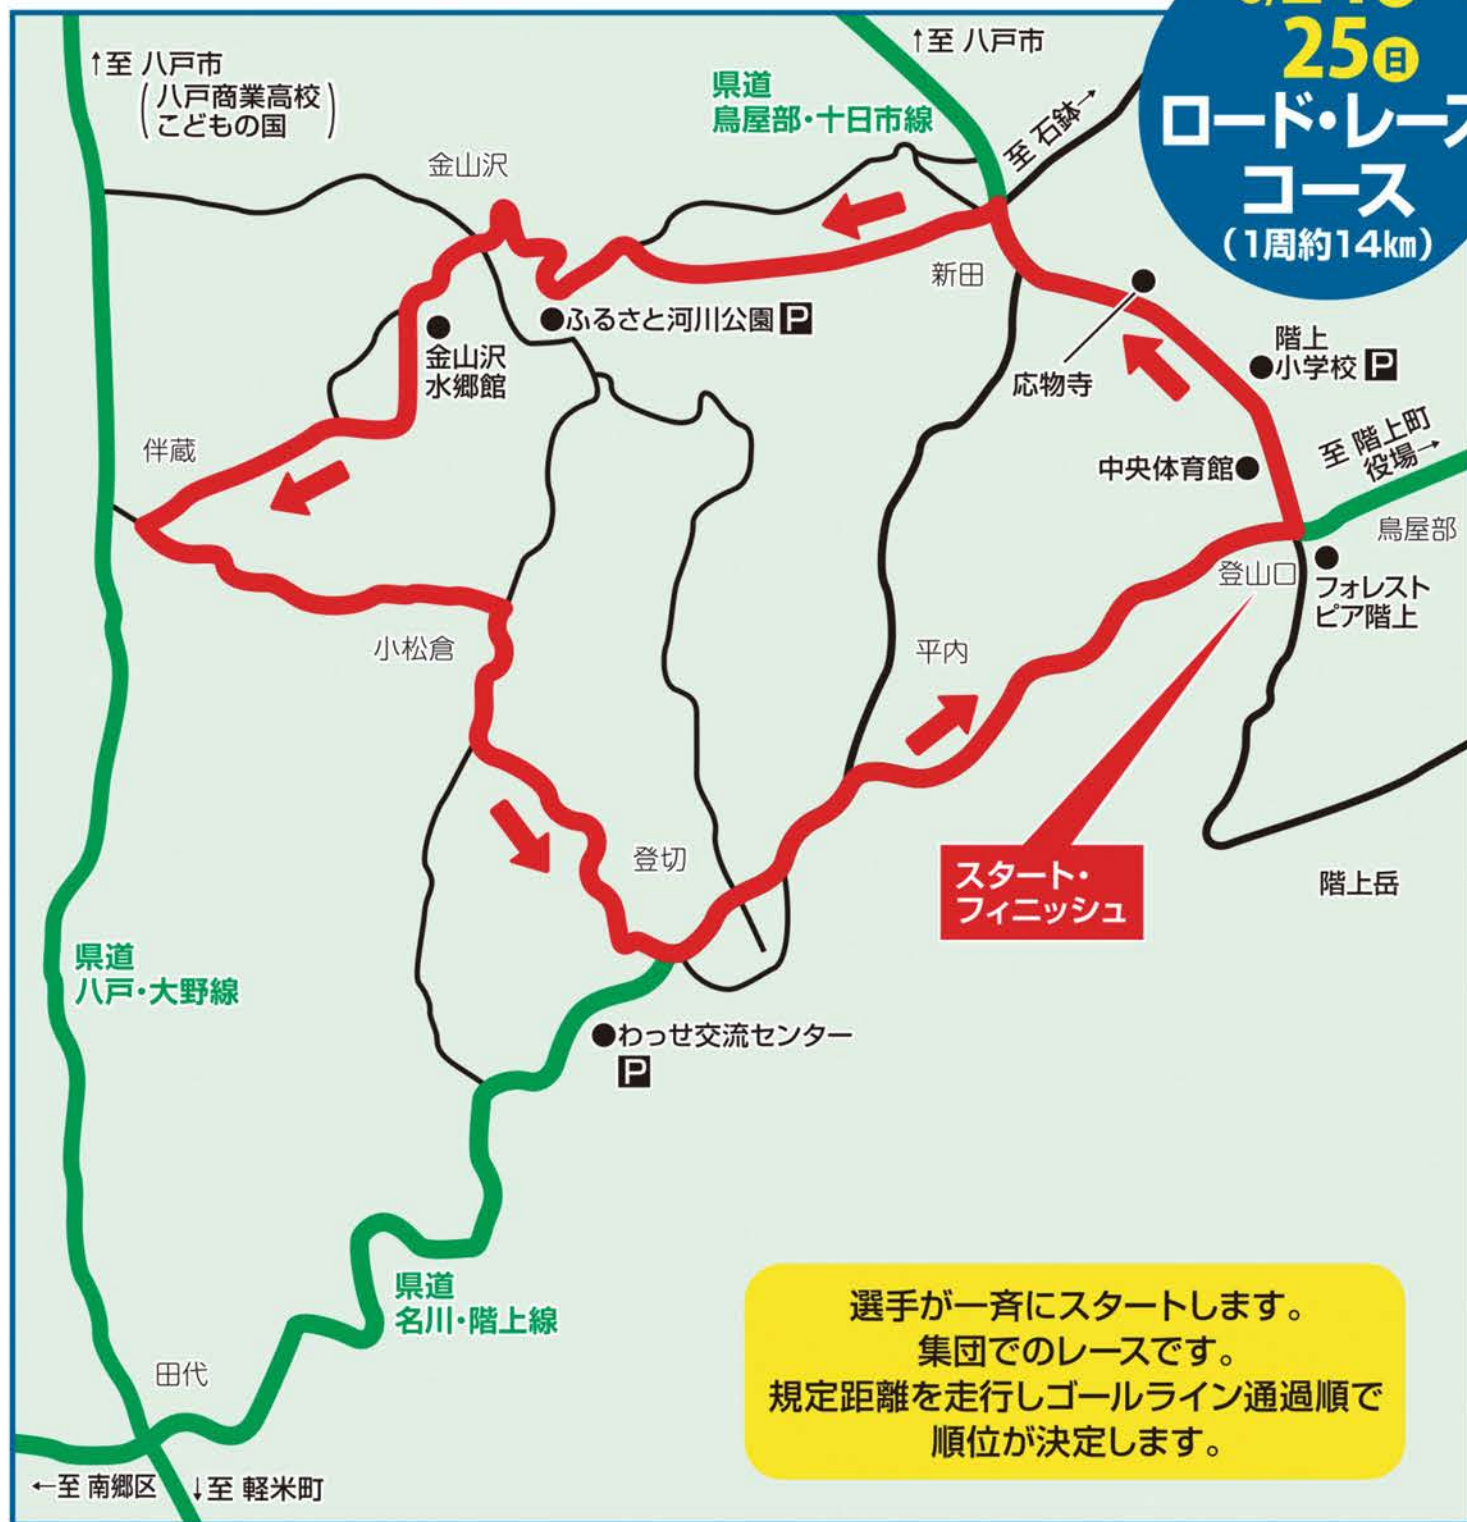 25㊐
ロード・レース
コース
(1周約14㎞)
↑至 八戸市
(八戸商業高校
こどもの国)
↑至 八戸市
県道
鳥屋部・十日市線
至 石鉢→
金山沢
新田
●ふるさと河川公園 P
金山沢
水郷館
応物寺
階上
●小学校 P
伴蔵
中央体育館●
至 階上町
役場→
鳥屋部
登山口
フォレスト
ピア階上
小松倉
平内
登切
スタート・
フィニッシュ
階上岳
県道
八戸・大野線
●わっせ交流センター
P
県道
名川・階上線
田代
←至 南郷区
↓至 軽米町
選手が一斉にスタートします。
集団でのレースです。
規定距離を走行しゴールライン通過順で
順位が決定します。